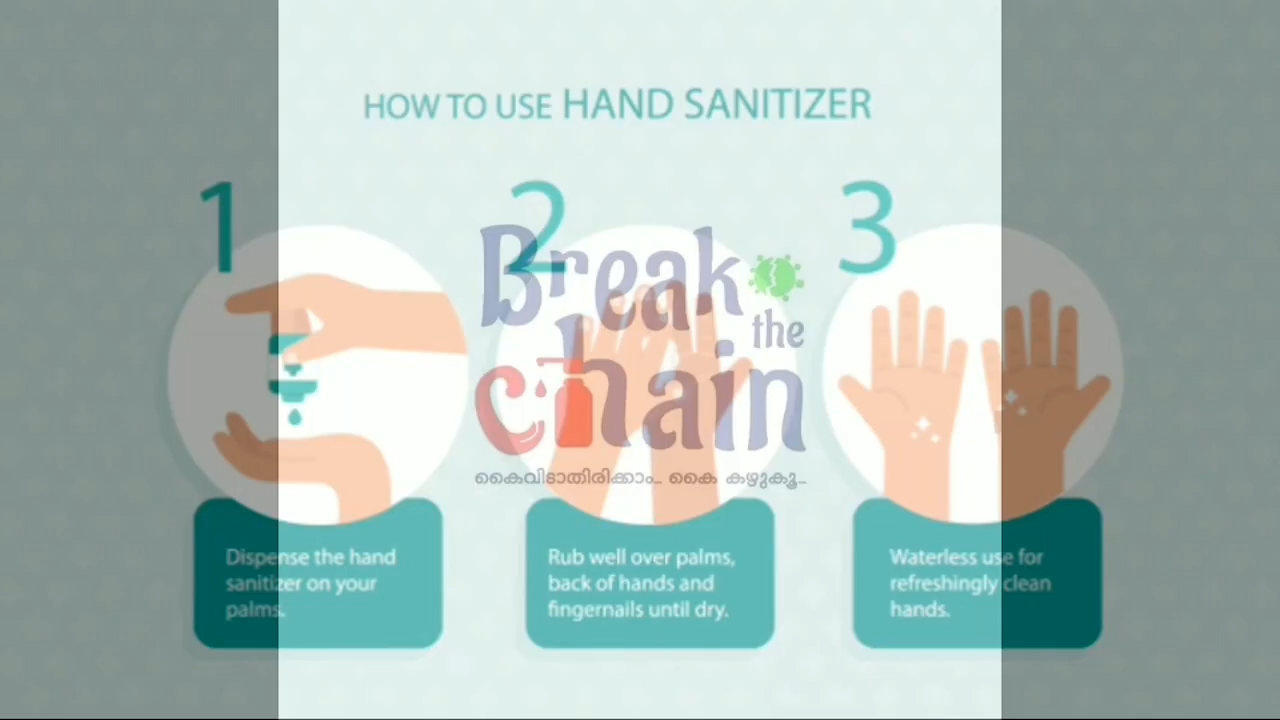 HOW TO USE HAND SANITIZER
1
2
3
Break
the
chain
കൈവിടാതിരിക്കാം.. കൈ കഴുകൂ..
Dispense the hand
sanitizer on your
palms.
Rub well over palms,
back of hands and
fingernails until dry.
Waterless use for
refreshingly clean
hands.